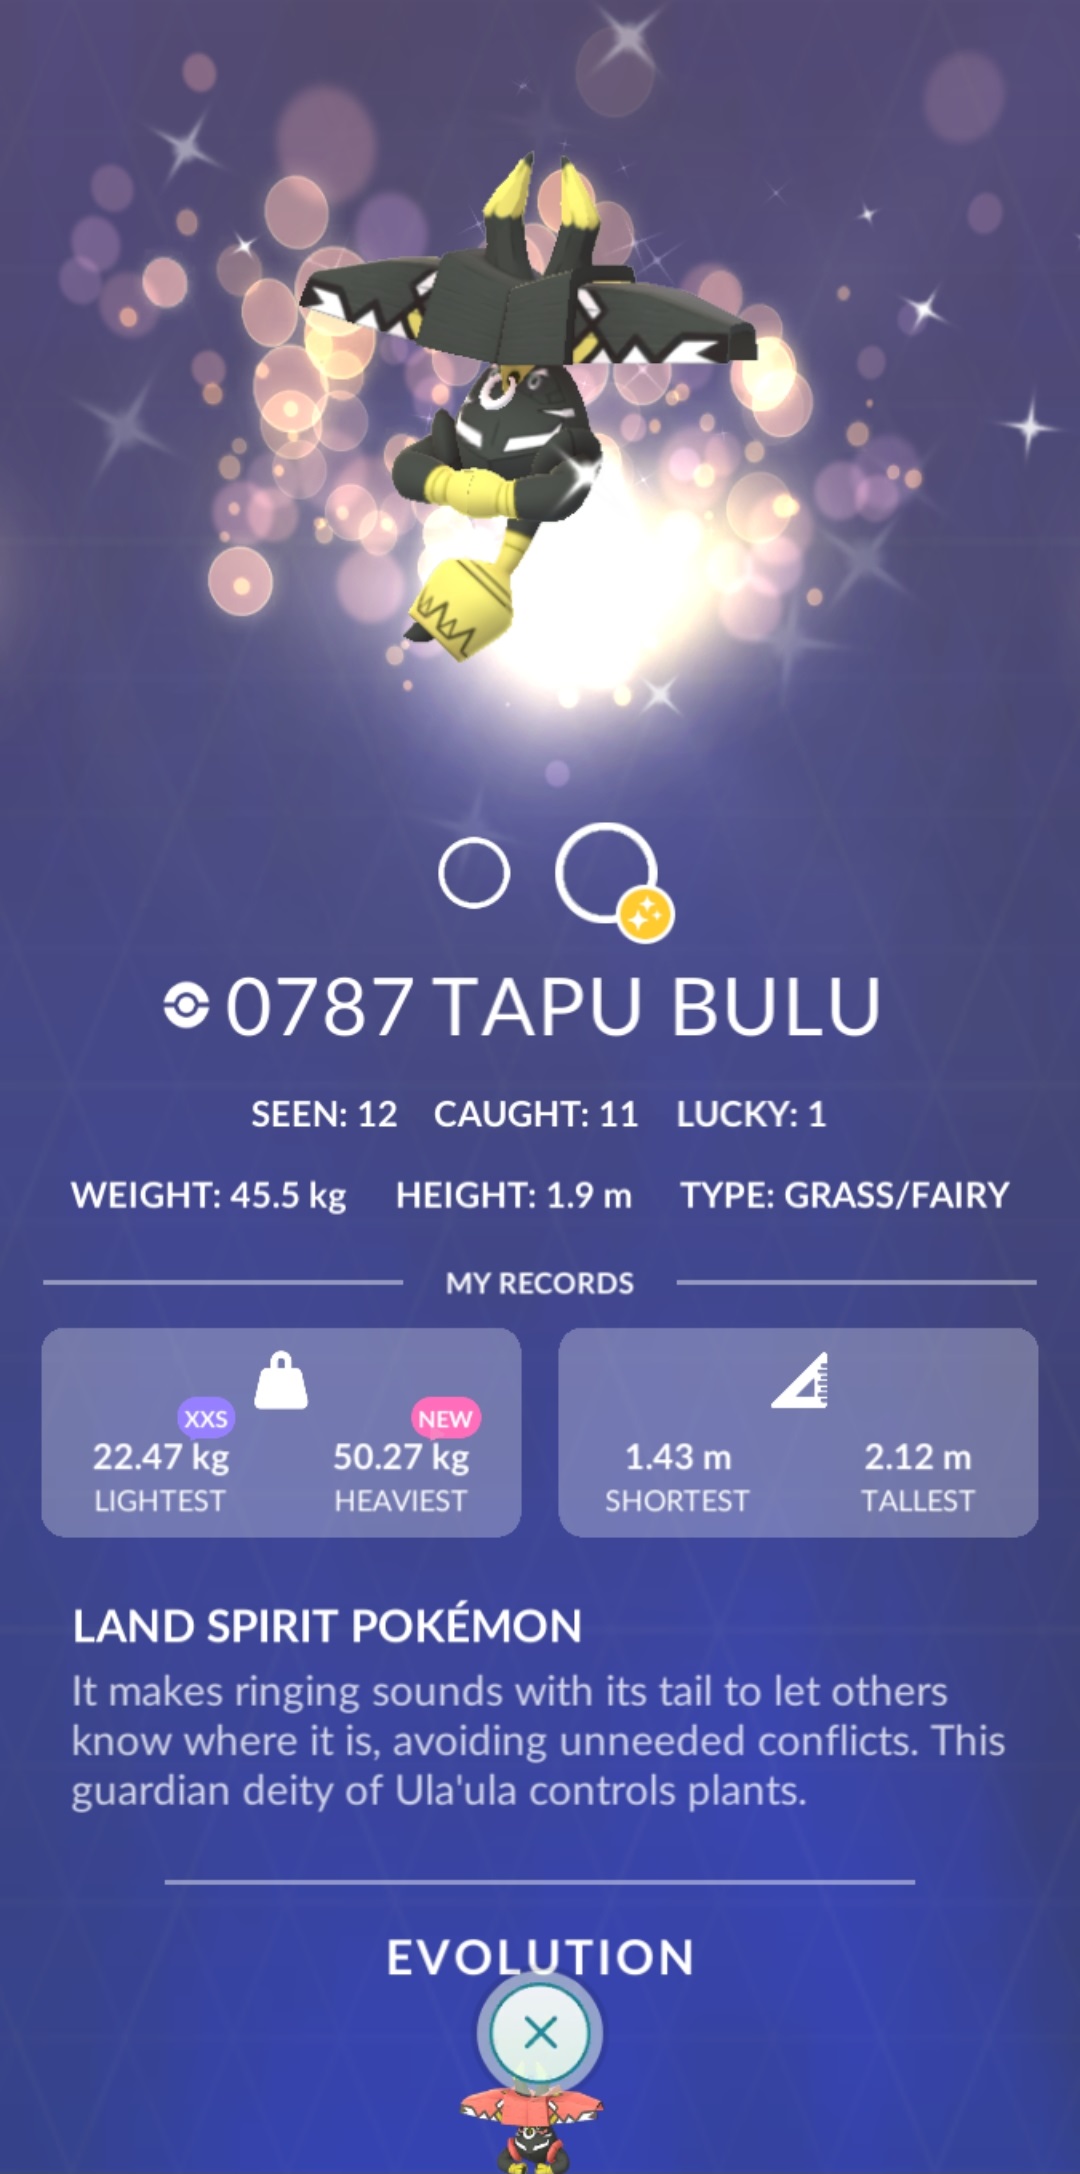 0787 TAPU BULU
SEEN: 12 CAUGHT: 11 LUCKY: 1
WEIGHT: 45.5 kg HEIGHT: 1.9 m TYPE: GRASS/FAIRY
MY RECORDS
XXS NEW
22.47 kg 50.27 kg 1.43 m 2.12 m
LIGHTEST HEAVIEST SHORTEST TALLEST
LAND SPIRIT POKÉMON
It makes ringing sounds with its tail to let others
know where it is, avoiding unneeded conflicts. This
guardian deity of Ula'ula controls plants.
EVOLUTION